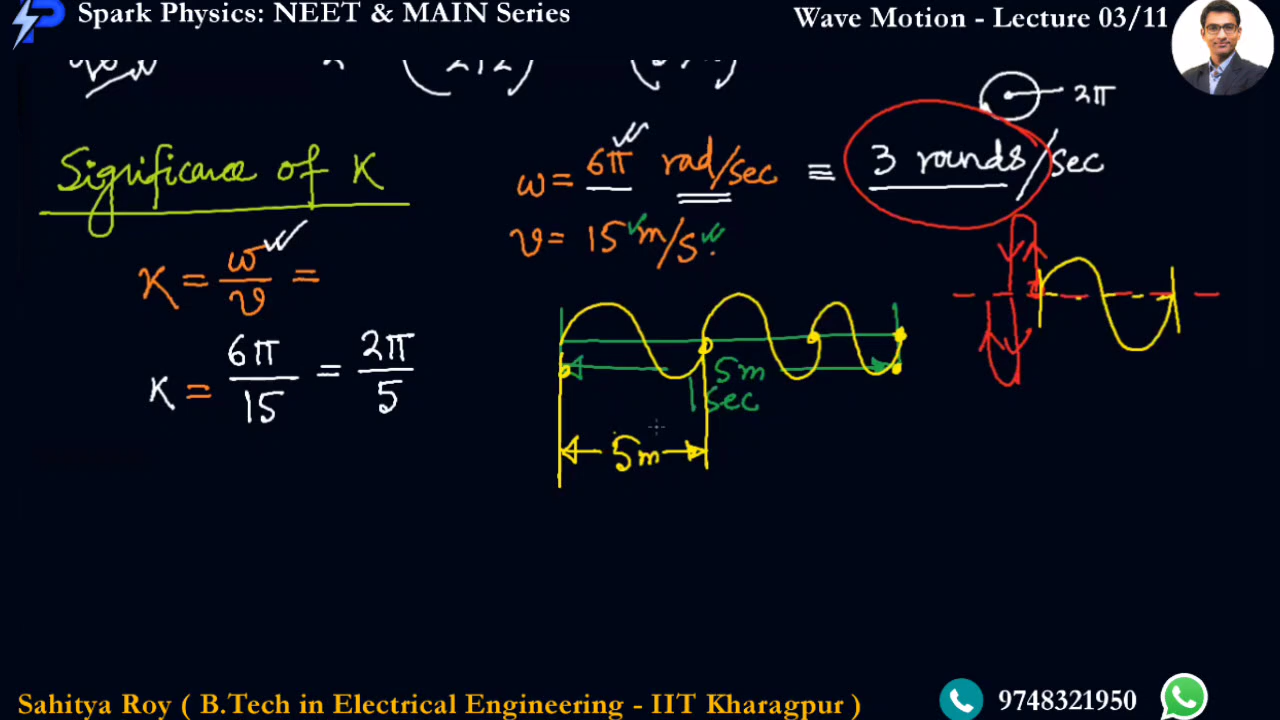 Spark Physics: NEET & MAIN Series
Wave Motion - Lecture 03/11
2π
Significance of K
ω = 6π rad/sec ≡ 3 rounds/sec
v = 15 m/s.
K = ω/v =
K = 6π/15 = 2π/5
5m
1 sec
5m
Sahitya Roy ( B.Tech in Electrical Engineering - IIT Kharagpur )
9748321950